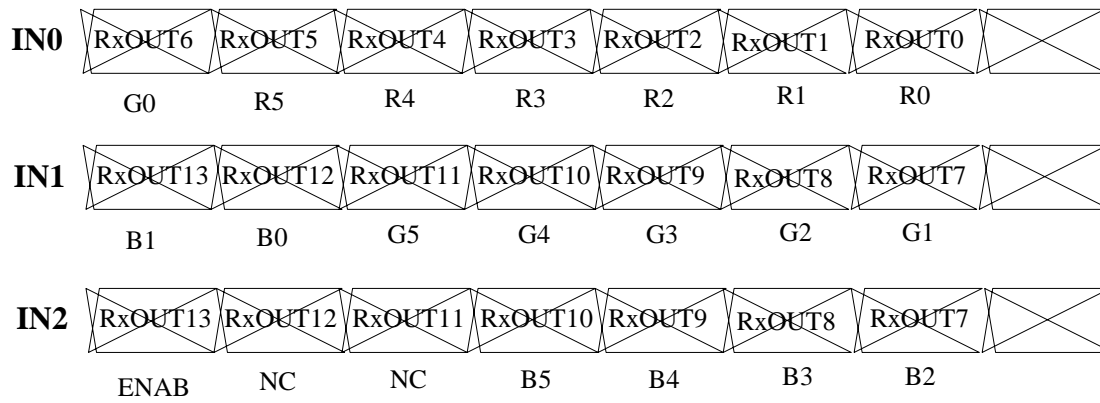 IN0 RxOUT6 RxOUT5 RxOUT4 RxOUT3 RxOUT2 RxOUT1 RxOUT0
G0 R5 R4 R3 R2 R1 R0
IN1 RxOUT13 RxOUT12 RxOUT11 RxOUT10 RxOUT9 RxOUT8 RxOUT7
B1 B0 G5 G4 G3 G2 G1
IN2 RxOUT13 RxOUT12 RxOUT11 RxOUT10 RxOUT9 RxOUT8 RxOUT7
ENAB NC NC B5 B4 B3 B2